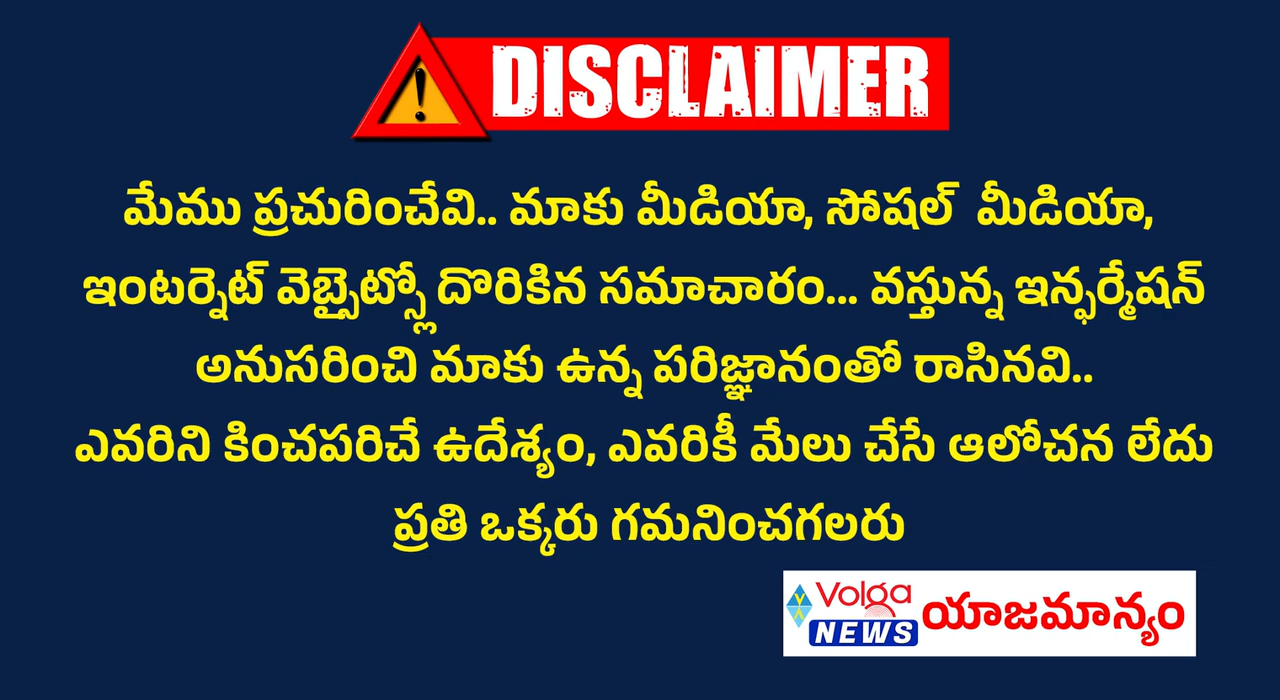 DISCLAIMER
మేము ప్రచురించేవి.. మాకు మీడియా, సోషల్ మీడియా,
ఇంటర్నెట్ వెబ్సైట్స్లో దొరికిన సమాచారం... వస్తున్న ఇన్ఫర్మేషన్
అనుసరించి మాకు ఉన్న పరిజ్ఞానంతో రాసినవి..
ఎవరిని కించపరిచే ఉదేశ్యం, ఎవరికీ మేలు చేసే ఆలోచన లేదు
ప్రతి ఒక్కరు గమనించగలరు
Volga
NEWS యాజమాన్యం